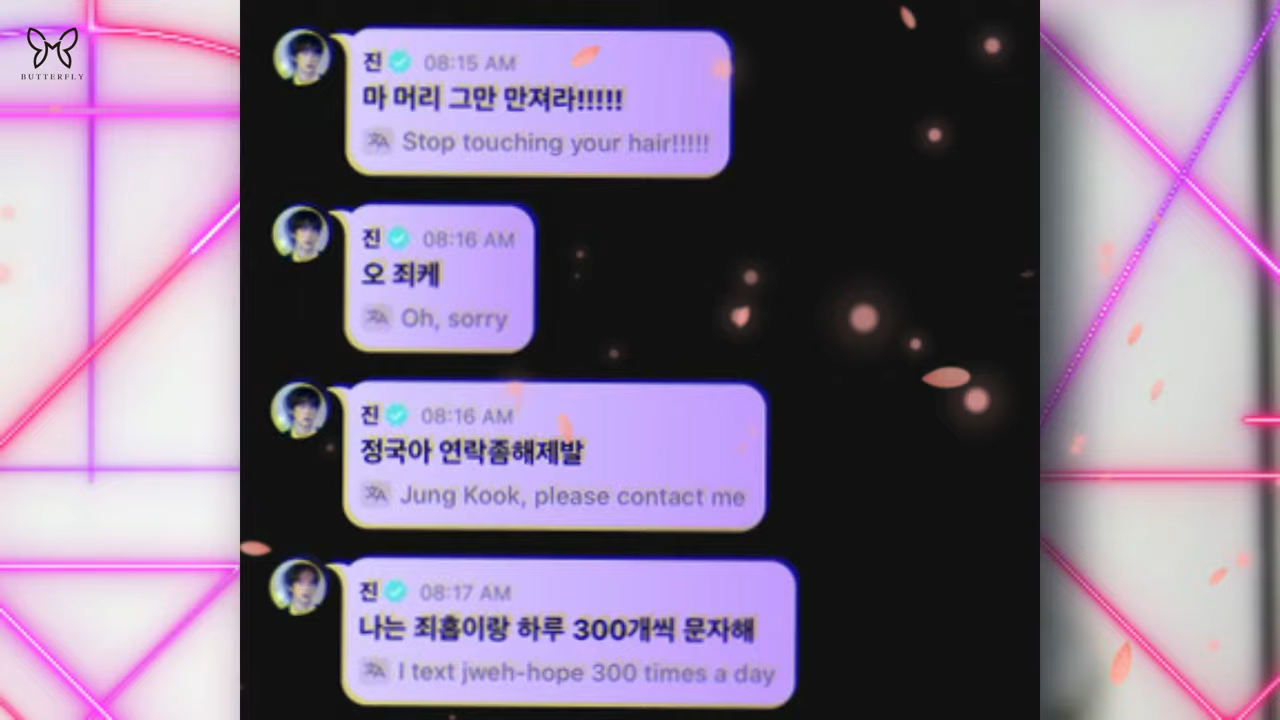 BUTTERFLY
진 08:15 AM
마 머리 그만 만져라!!!!!
Stop touching your hair!!!!!
진 08:16 AM
오 죄케
Oh, sorry
진 08:16 AM
정국아 연락좀해제발
Jung Kook, please contact me
진 08:17 AM
나는 죄홉이랑 하루 300개씩 문자해
I text jweh-hope 300 times a day